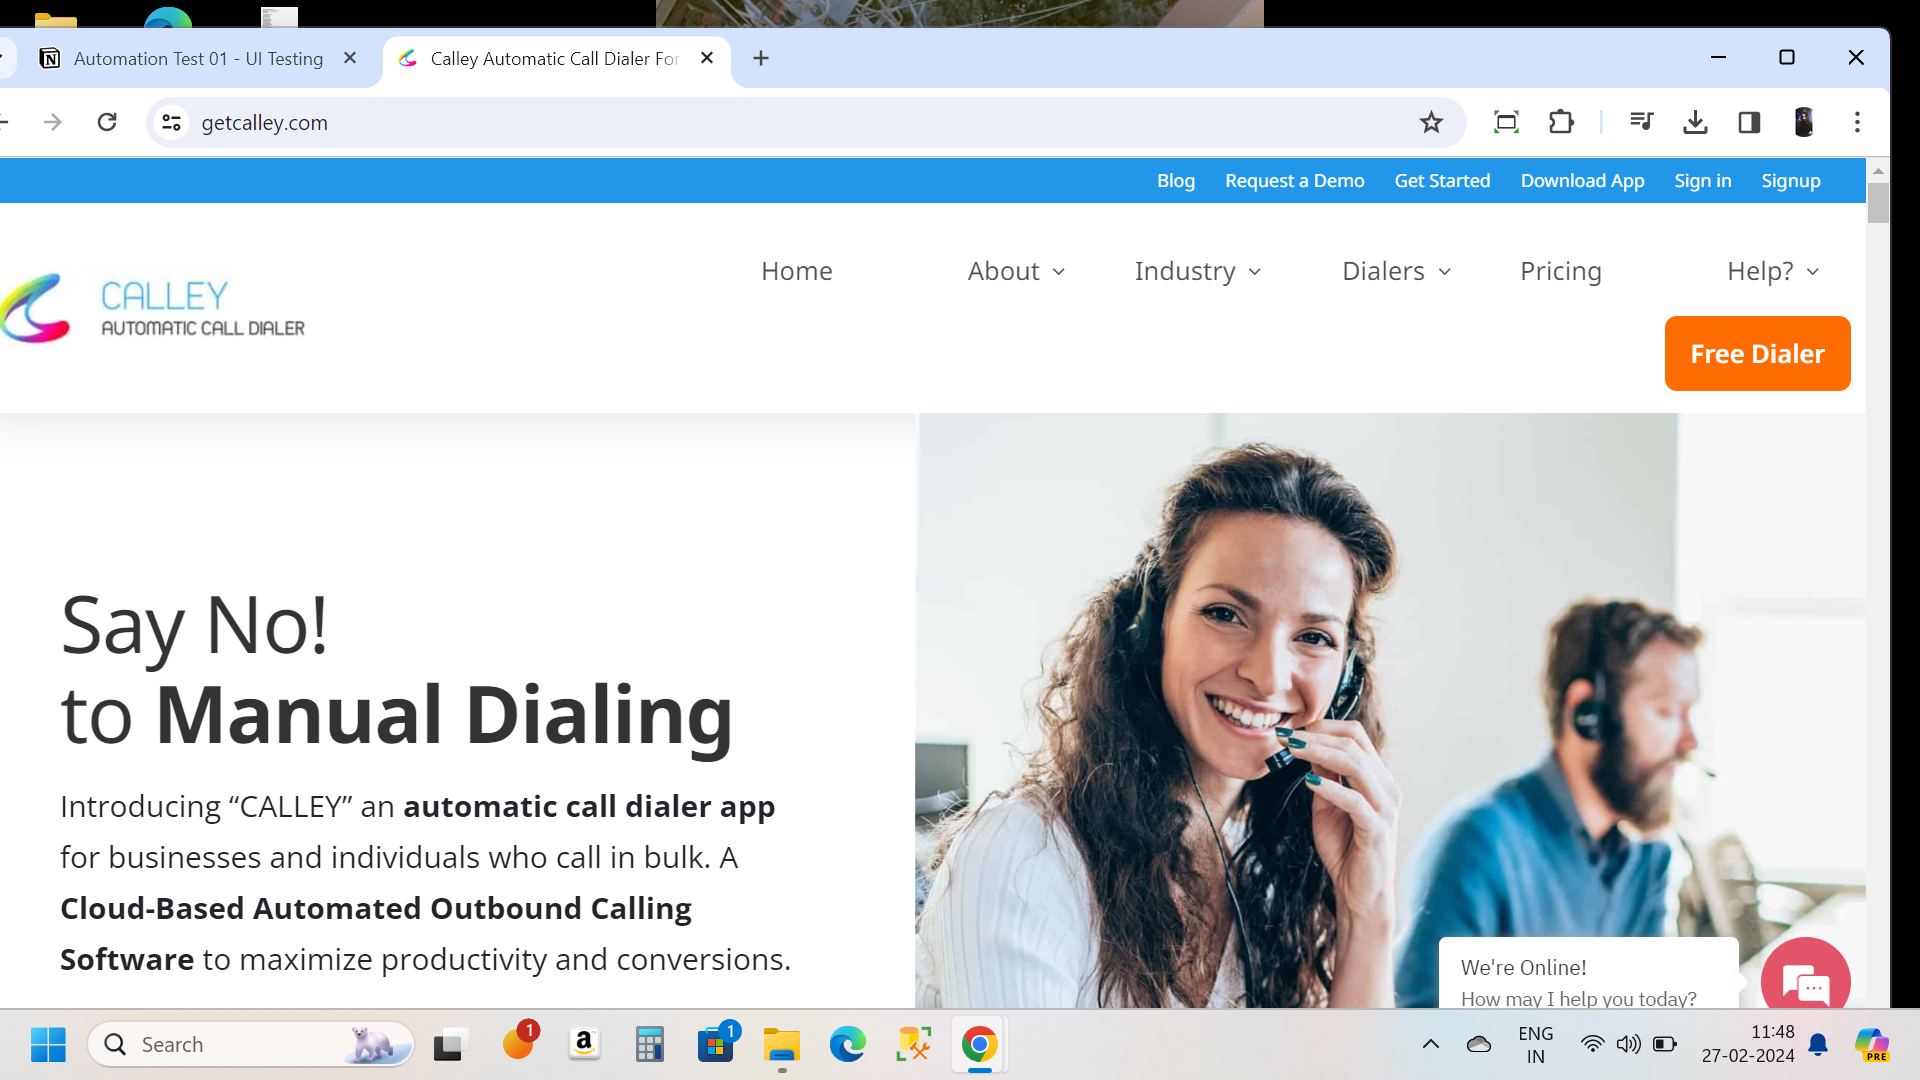 Automation Test 01 - UI Testing
Calley Automatic Call Dialer For
getcalley.com
Blog Request a Demo Get Started Download App Sign in Signup
Home About Industry Dialers Pricing Help?
CALLEY
AUTOMATIC CALL DIALER
Free Dialer
Say No!
to Manual Dialing
Introducing “CALLEY” an automatic call dialer app
for businesses and individuals who call in bulk. A
Cloud-Based Automated Outbound Calling
Software to maximize productivity and conversions.
We're Online!
How may I help you today?
Search
1
1
ENG
IN
11:48
27-02-2024
PRE